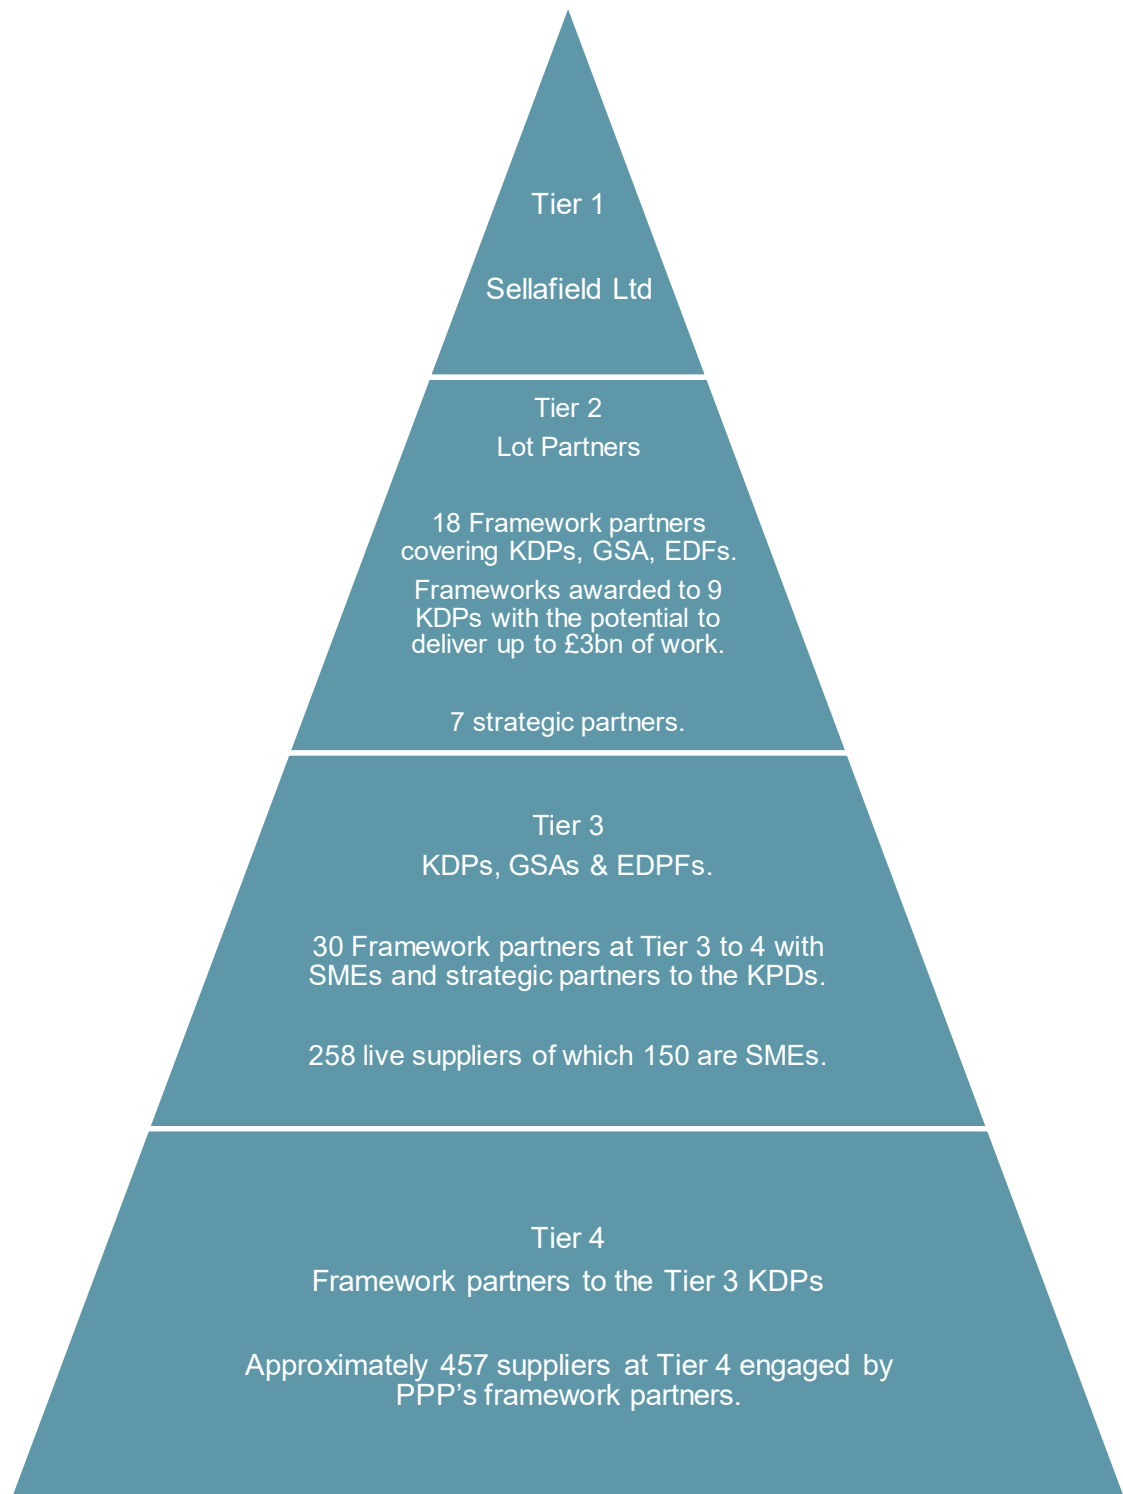 Tier 1
Sellafield Ltd
Tier 2
Lot Partners
18 Framework partners
covering KDPs, GSA, EDFs.
Frameworks awarded to 9
KDPs with the potential to
deliver up to £3bn of work.
7 strategic partners.
Tier 3
KDPs, GSAs & EDPFs.
30 Framework partners at Tier 3 to 4 with
SMEs and strategic partners to the KPDs.
258 live suppliers of which 150 are SMEs.
Tier 4
Framework partners to the Tier 3 KDPs
Approximately 457 suppliers at Tier 4 engaged by
PPP’s framework partners.